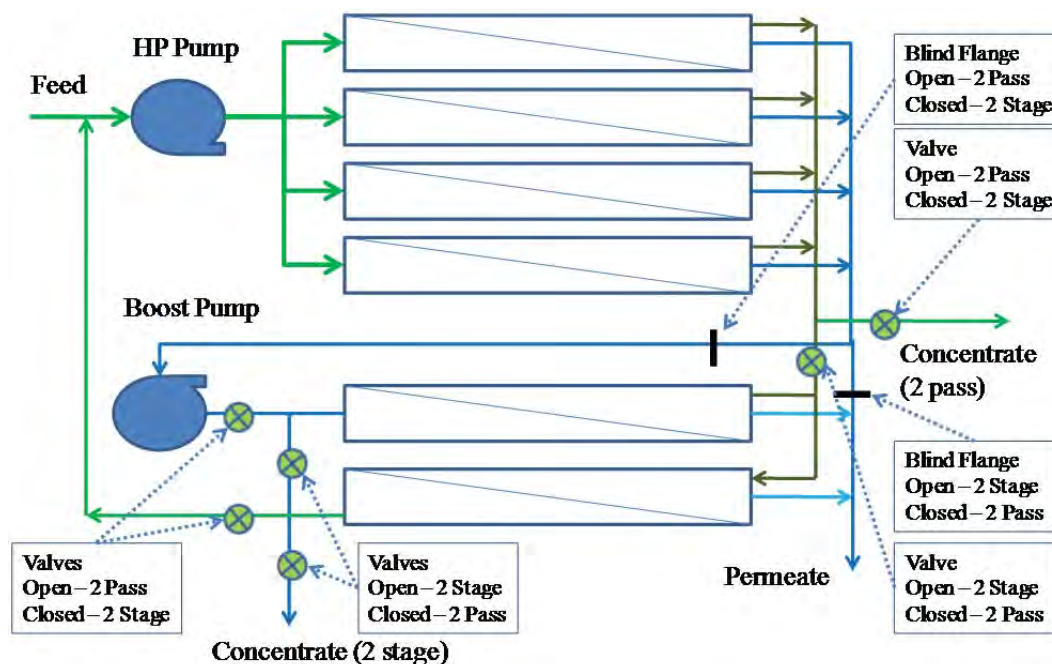 HP Pump
Feed
Blind Flange
Open – 2 Pass
Closed – 2 Stage
Valve
Open – 2 Pass
Closed – 2 Stage
Boost Pump
Concentrate
(2 pass)
Blind Flange
Open – 2 Stage
Closed – 2 Pass
Valves
Open – 2 Pass
Closed – 2 Stage
Valves
Open – 2 Stage
Closed – 2 Pass
Permeate
Valve
Open – 2 Stage
Closed – 2 Pass
Concentrate (2 stage)